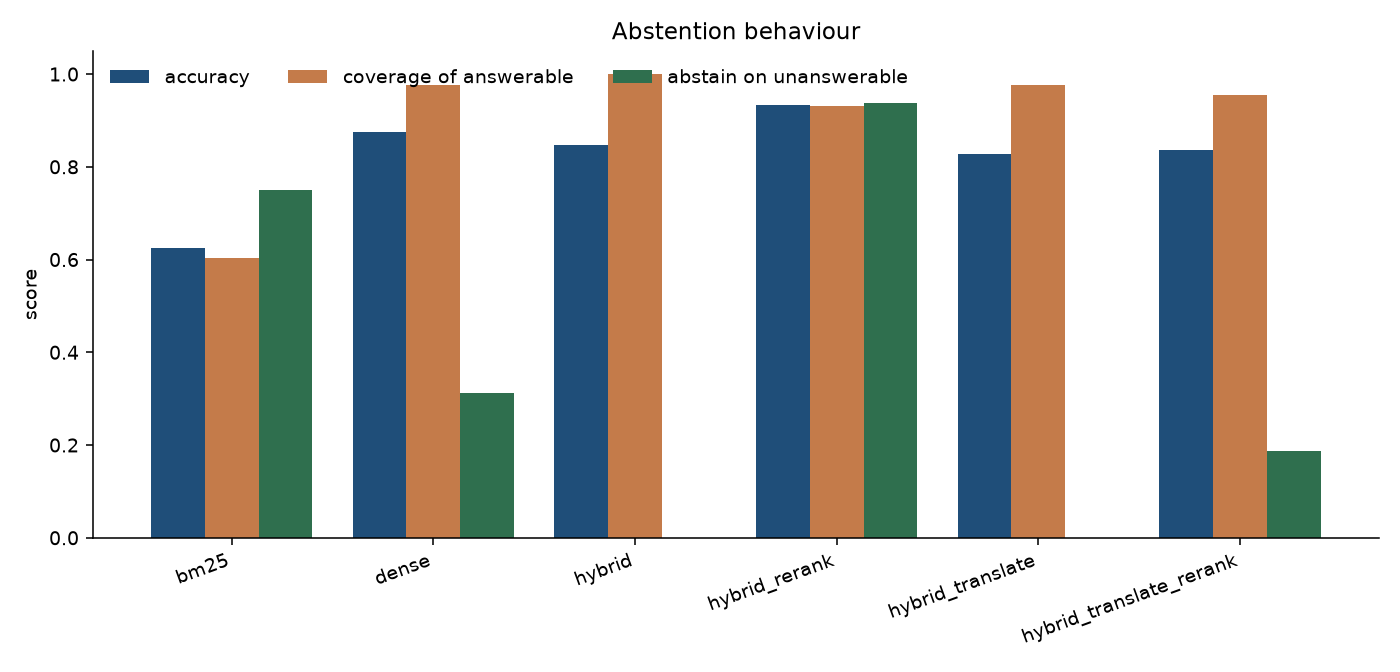 Abstention behaviour
accuracy coverage of answerable abstain on unanswerable
1.0
0.8
0.6
0.4
0.2
0.0
score
bm25
dense
hybrid
hybrid_rerank
hybrid_translate
hybrid_translate_rerank